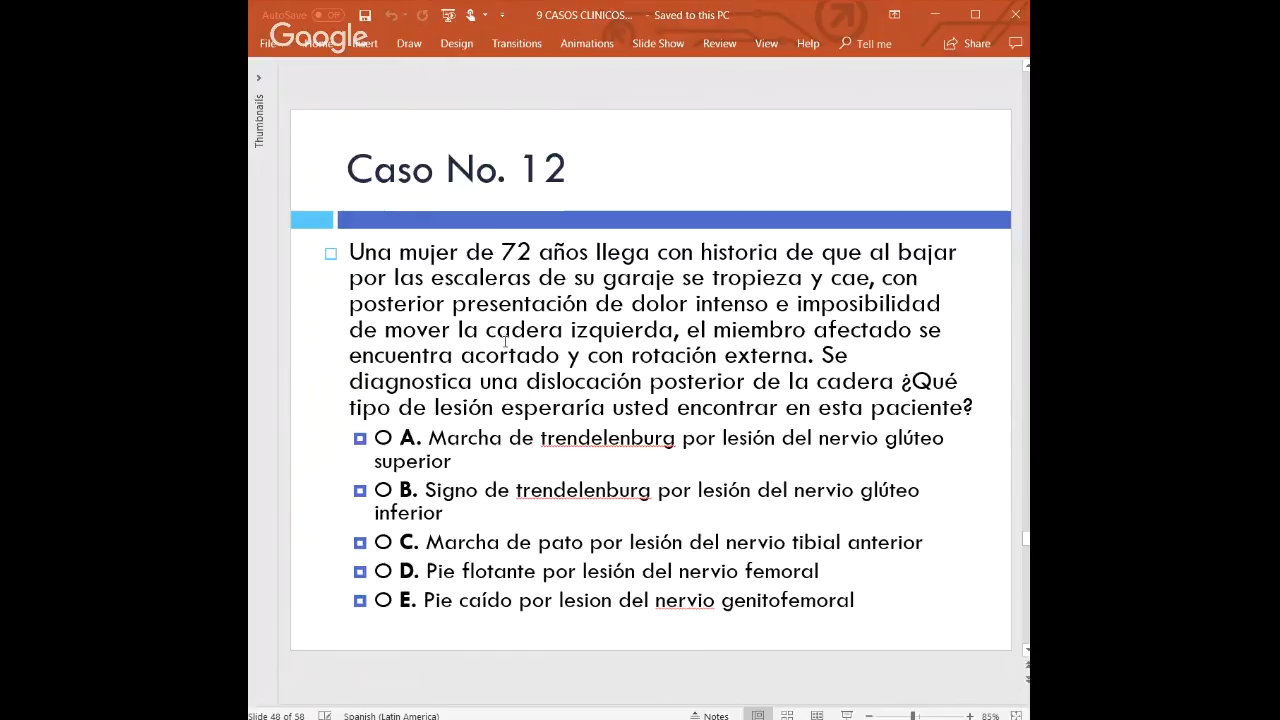 AutoSave Off 9 CASOS CLINICOS... - Saved to this PC
Google
File Home Insert Draw Design Transitions Animations Slide Show Review View Help Tell me Share
Thumbnails
Caso No. 12
Una mujer de 72 años llega con historia de que al bajar
por las escaleras de su garaje se tropieza y cae, con
posterior presentación de dolor intenso e imposibilidad
de mover la cadera izquierda, el miembro afectado se
encuentra acortado y con rotación externa. Se
diagnostica una dislocación posterior de la cadera ¿Qué
tipo de lesión esperaría usted encontrar en esta paciente?
O A. Marcha de trendelenburg por lesión del nervio glúteo
superior
O B. Signo de trendelenburg por lesión del nervio glúteo
inferior
O C. Marcha de pato por lesión del nervio tibial anterior
O D. Pie flotante por lesión del nervio femoral
O E. Pie caído por lesion del nervio genitofemoral
Slide 48 of 58 Spanish (Latin America) Notes 85%